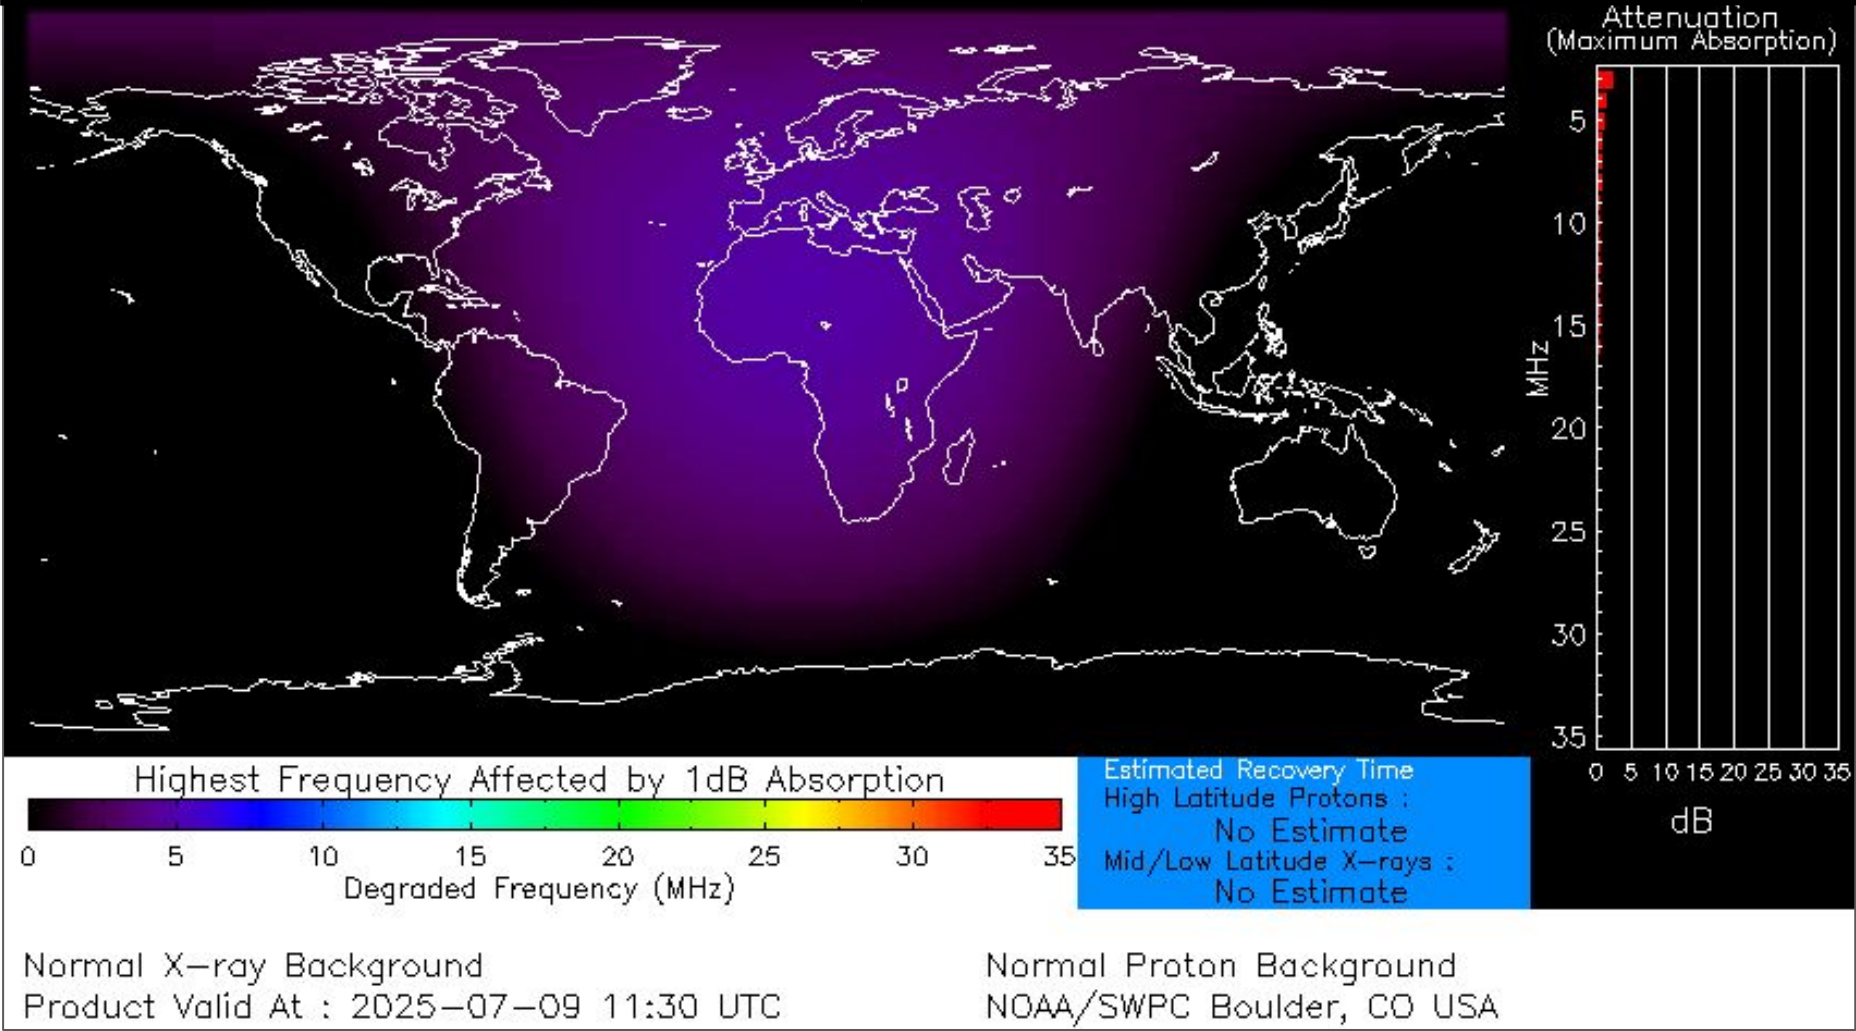 Attenuation
(Maximum Absorption)
5
10
15
20
25
30
35
MHz
0 5 10 15 20 25 30 35
dB
Highest Frequency Affected by 1dB Absorption
0 5 10 15 20 25 30 35
Degraded Frequency (MHz)
Estimated Recovery Time
High Latitude Protons :
No Estimate
Mid/Low Latitude X-rays :
No Estimate
Normal X-ray Background
Product Valid At : 2025-07-09 11:30 UTC
Normal Proton Background
NOAA/SWPC Boulder, CO USA